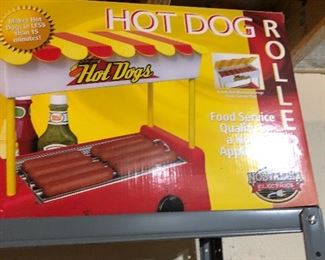 HOT DOG
ROLLE
Makes Hot
Dogs in LESS
than 15
minutes!
Hot Dogs
Food Service
Quality
a Ho
Appl
NOSTALGIA
ELECTRICS